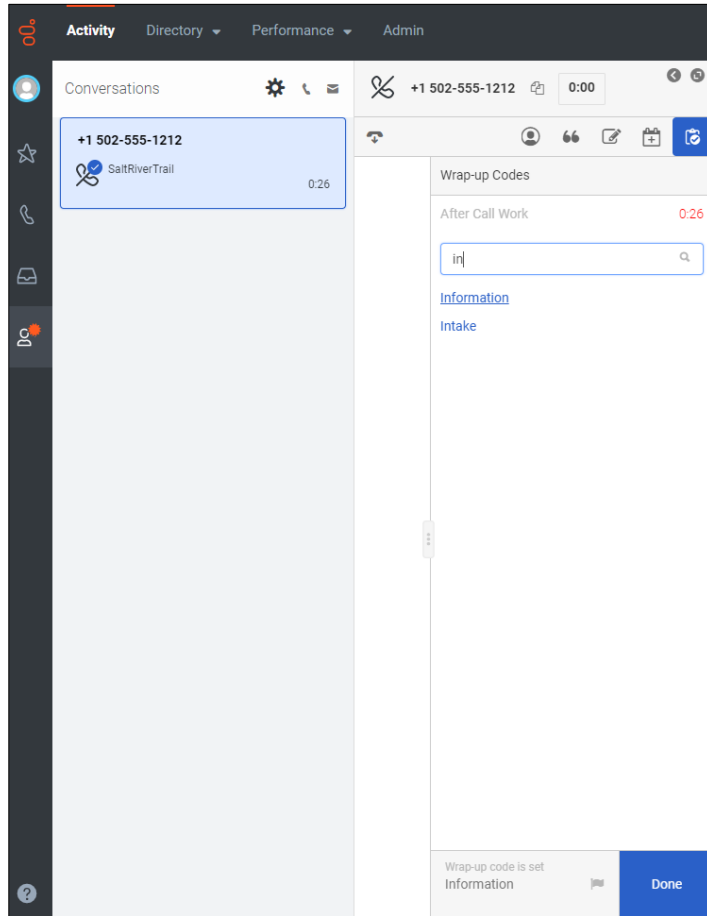 Activity Directory Performance Admin
Conversations
+1 502-555-1212
SaltRiverTrail
0:26
+1 502-555-1212 0:00
Wrap-up Codes
After Call Work 0:26
in
Information
Intake
Wrap-up code is set
Information
Done